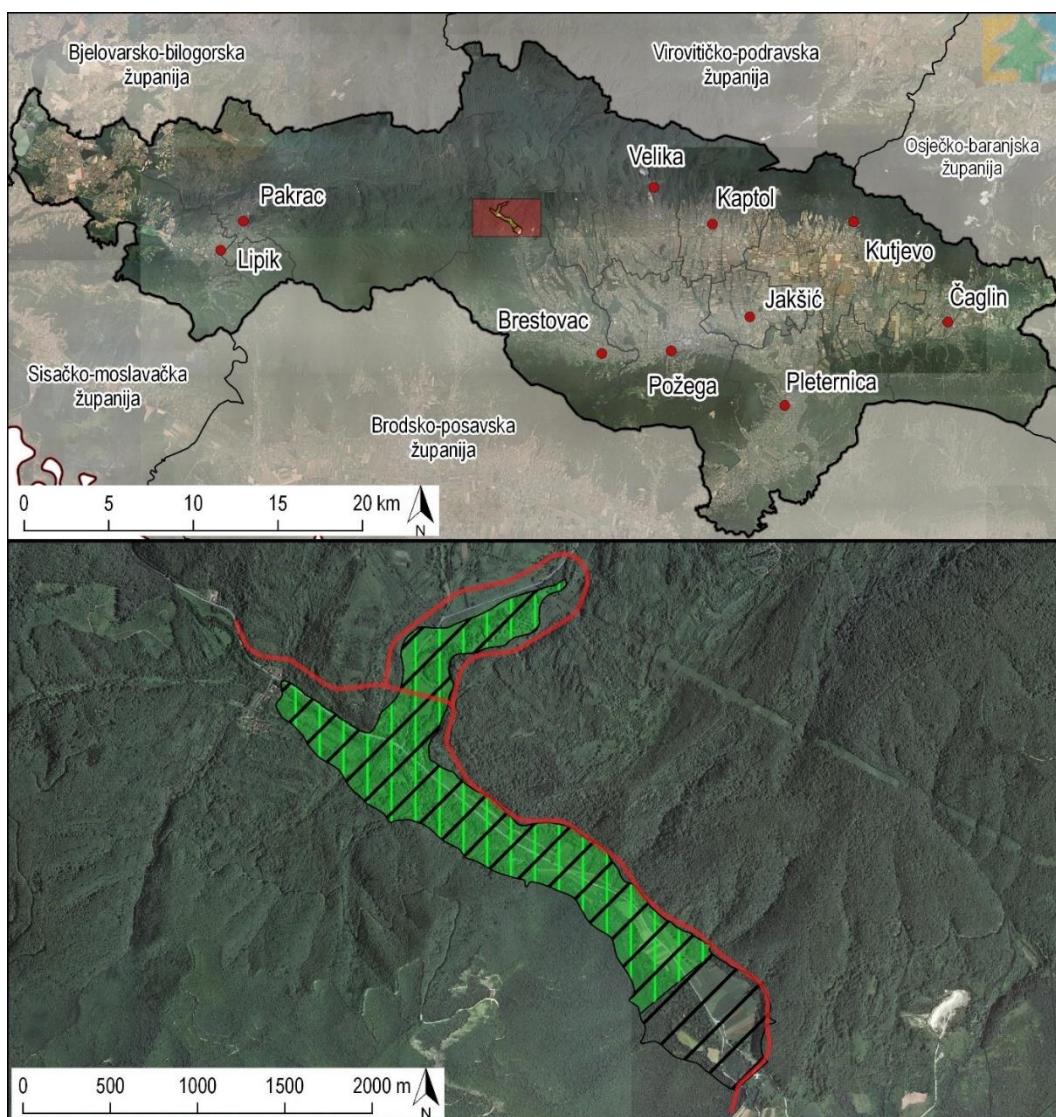 Bjelovarsko-bilogorska
županija
Virovitičko-podravska
županija
Osječko-baranjska
županija
Velika
Pakrac
Kaptol
Lipik
Kutjevo
Jakšić
Čaglin
Brestovac
Požega
Pleternica
Sisačko-moslavačka
županija
Brodsko-posavska
županija
0 5 10 15 20 km
N
0 500 1000 1500 2000 m
N